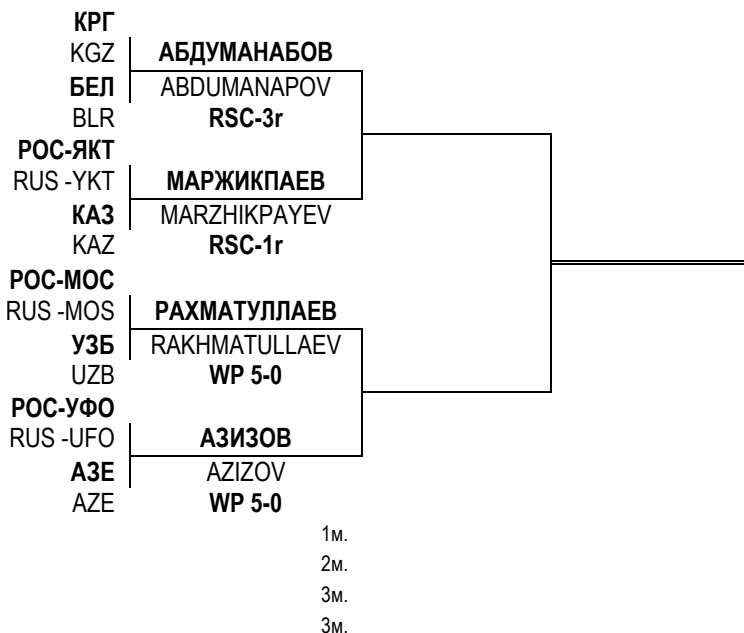 КРГ
KGZ АБДУМАНАБОВ
БЕЛ ABDUMANAPOV
BLR RSC-3r
РОС-ЯКТ
RUS -YKT МАРЖИКПАЕВ
КАЗ MARZHIKPAYEV
KAZ RSC-1r
РОС-МОС
RUS -MOS РАХМАТУЛЛАЕВ
УЗБ RAKHMATULLAEV
UZB WP 5-0
РОС-УФО
RUS -UFO АЗИЗОВ
АЗЕ AZIZOV
AZE WP 5-0
1м.
2м.
3м.
3м.